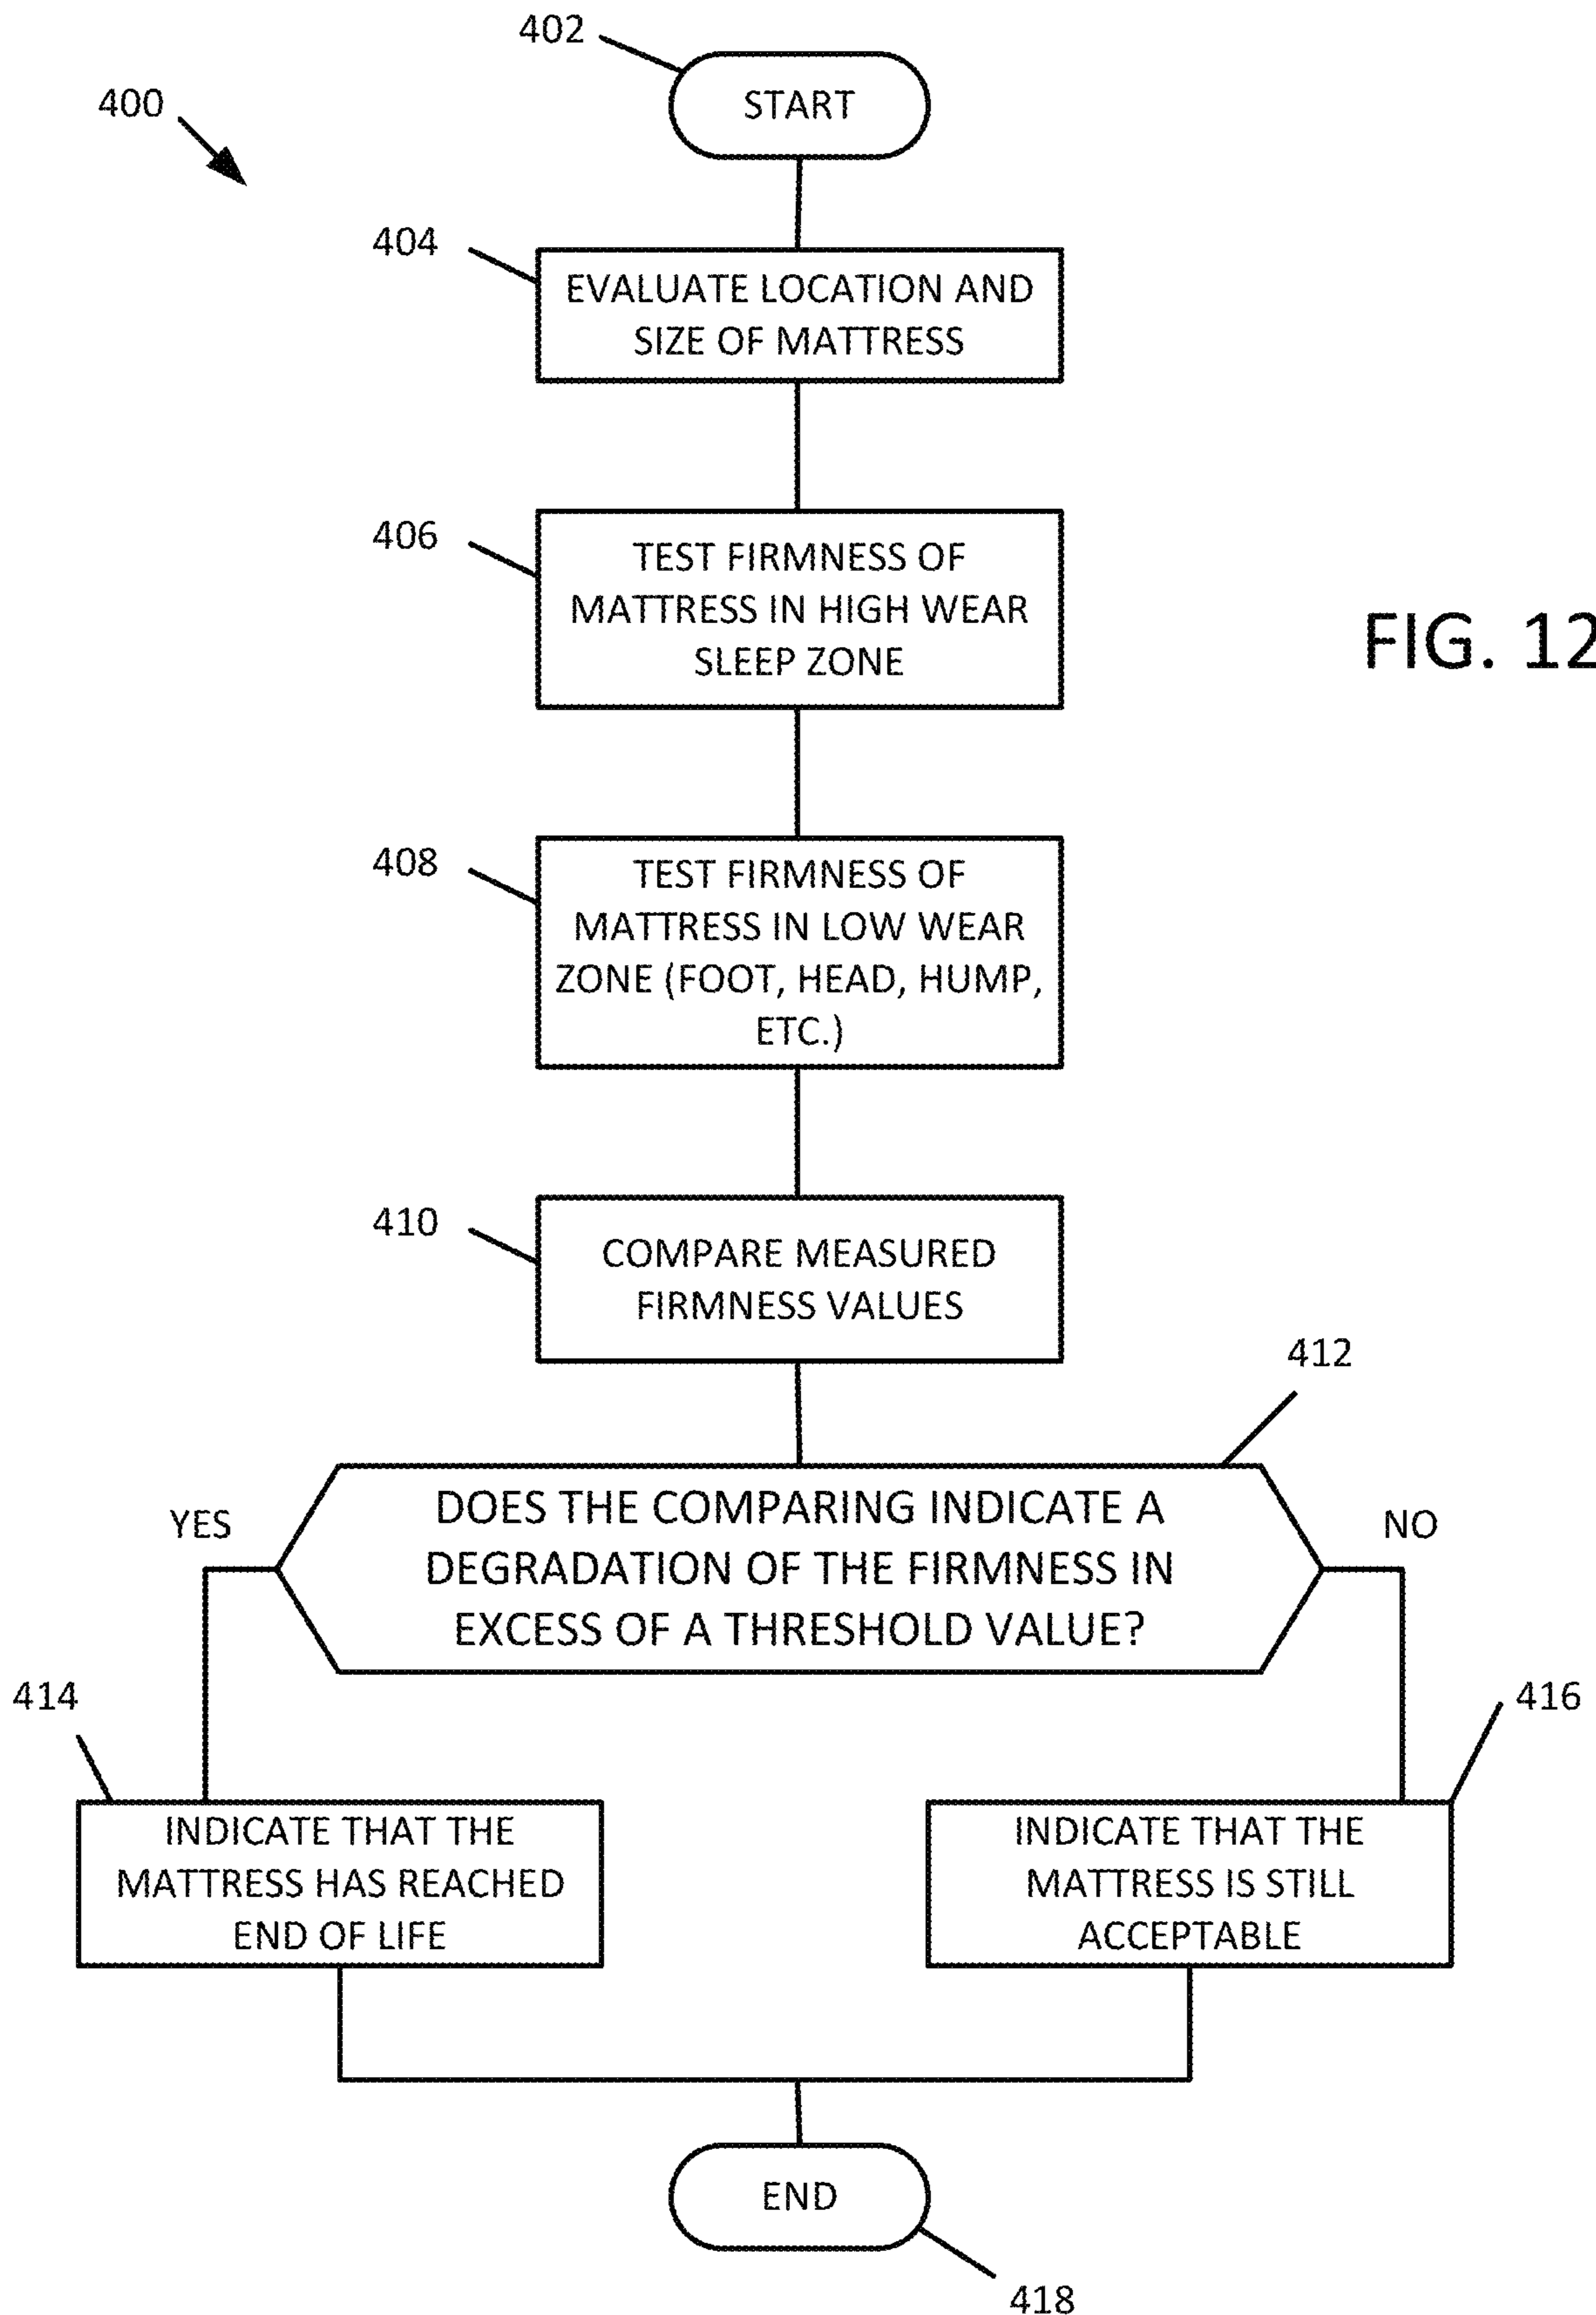 402
START
400
404
EVALUATE LOCATION AND
SIZE OF MATTRESS
406
TEST FIRMNESS OF
MATTRESS IN HIGH WEAR
SLEEP ZONE
FIG. 12
408
TEST FIRMNESS OF
MATTRESS IN LOW WEAR
ZONE (FOOT, HEAD, HUMP,
ETC.)
410
COMPARE MEASURED
FIRMNESS VALUES
412
YES
DOES THE COMPARING INDICATE A
DEGRADATION OF THE FIRMNESS IN
EXCESS OF A THRESHOLD VALUE?
NO
414
INDICATE THAT THE
MATTRESS HAS REACHED
END OF LIFE
416
INDICATE THAT THE
MATTRESS IS STILL
ACCEPTABLE
END
418